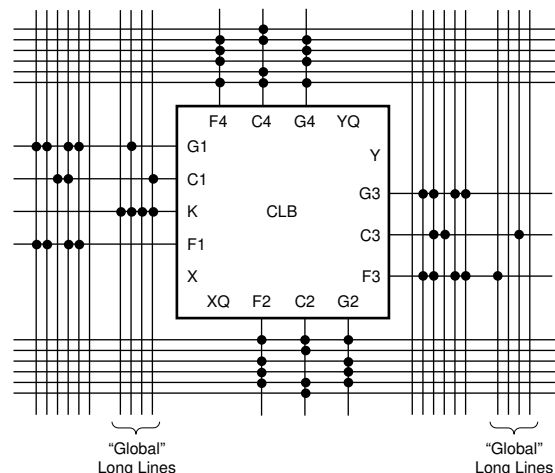 F4 C4 G4 YQ
G1 Y
C1 G3
K CLB C3
F1 F3
X
XQ F2 C2 G2
“Global” “Global”
Long Lines Long Lines